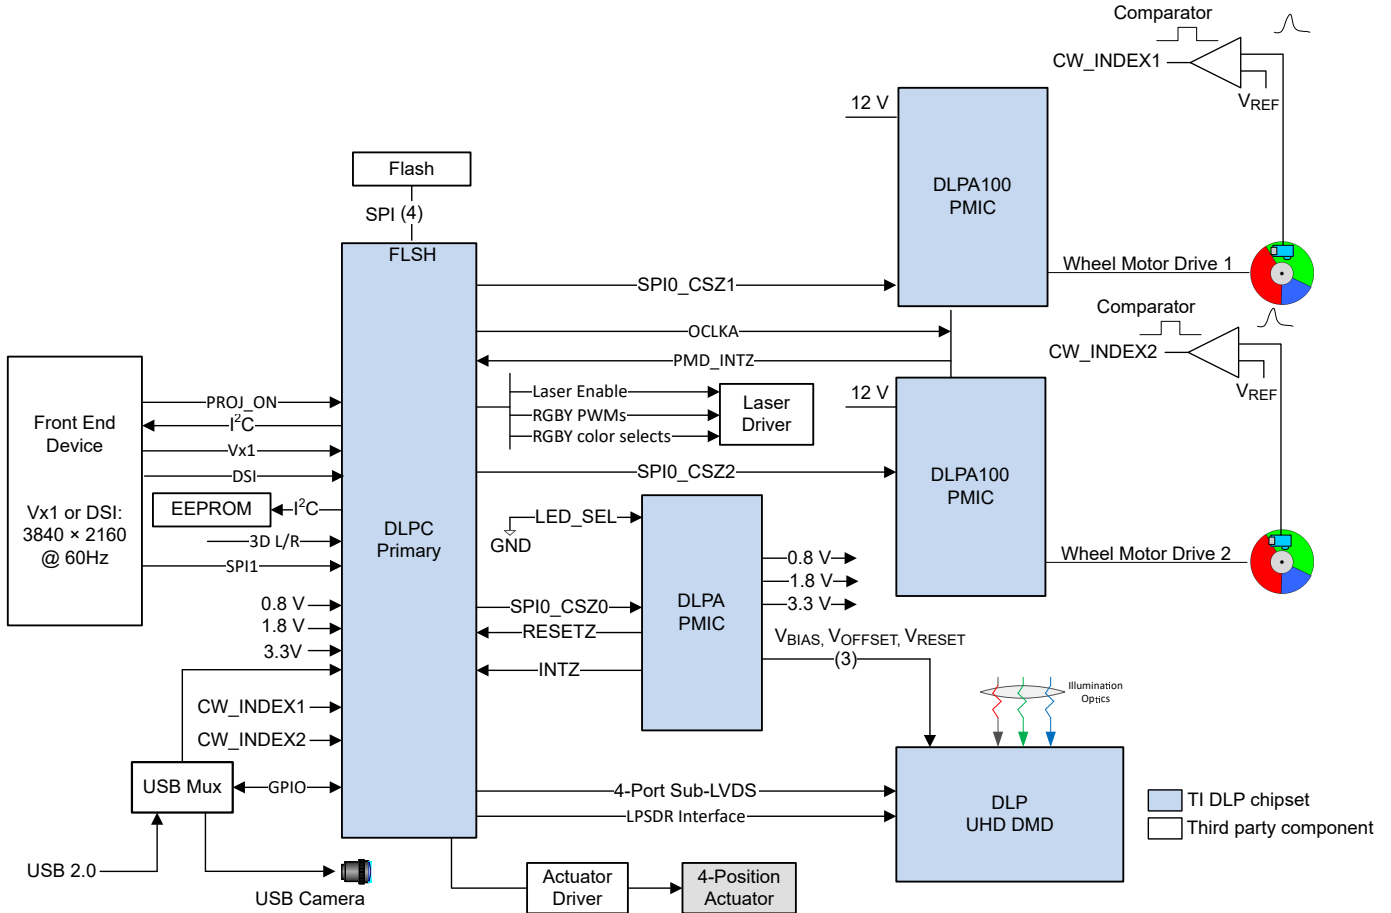 Comparator
CW_INDEX1
VREF
12 V
DLPA100
PMIC
Flash
SPI (4)
FLSH
Wheel Motor Drive 1
SPI0_CSZ1
Comparator
OCLKA
CW_INDEX2
PMD_INTZ
VREF
Laser Enable
RGBY PWMs
RGBY color selects
Laser
Driver
12 V
Front End
Device
Vx1 or DSI:
3840 × 2160
@ 60Hz
PROJ_ON
I²C
Vx1
DSI
EEPROM
I²C
3D L/R
SPI1
DLPC
Primary
SPI0_CSZ2
DLPA100
PMIC
LED_SEL
GND
Wheel Motor Drive 2
0.8 V
1.8 V
3.3V
SPI0_CSZ0
RESETZ
INTZ
DLPA
PMIC
0.8 V
1.8 V
3.3 V
VBIAS, VOFFSET, VRESET
(3)
Illumination
Optics
CW_INDEX1
CW_INDEX2
USB Mux
GPIO
4-Port Sub-LVDS
LPSDR Interface
DLP
UHD DMD
TI DLP chipset
Third party component
USB 2.0
USB Camera
Actuator
Driver
4-Position
Actuator